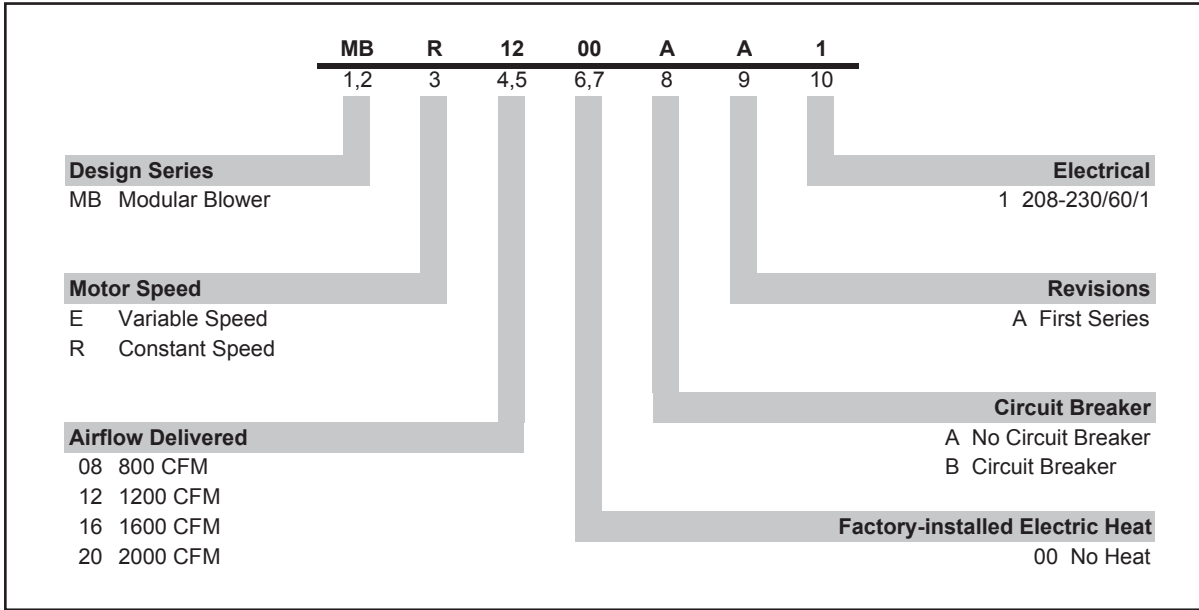 MB R 12 00 A A 1
1,2 3 4,5 6,7 8 9 10
Design Series
MB Modular Blower
Electrical
1 208-230/60/1
Motor Speed
E Variable Speed
R Constant Speed
Revisions
A First Series
Airflow Delivered
08 800 CFM
12 1200 CFM
16 1600 CFM
20 2000 CFM
Circuit Breaker
A No Circuit Breaker
B Circuit Breaker
Factory-installed Electric Heat
00 No Heat